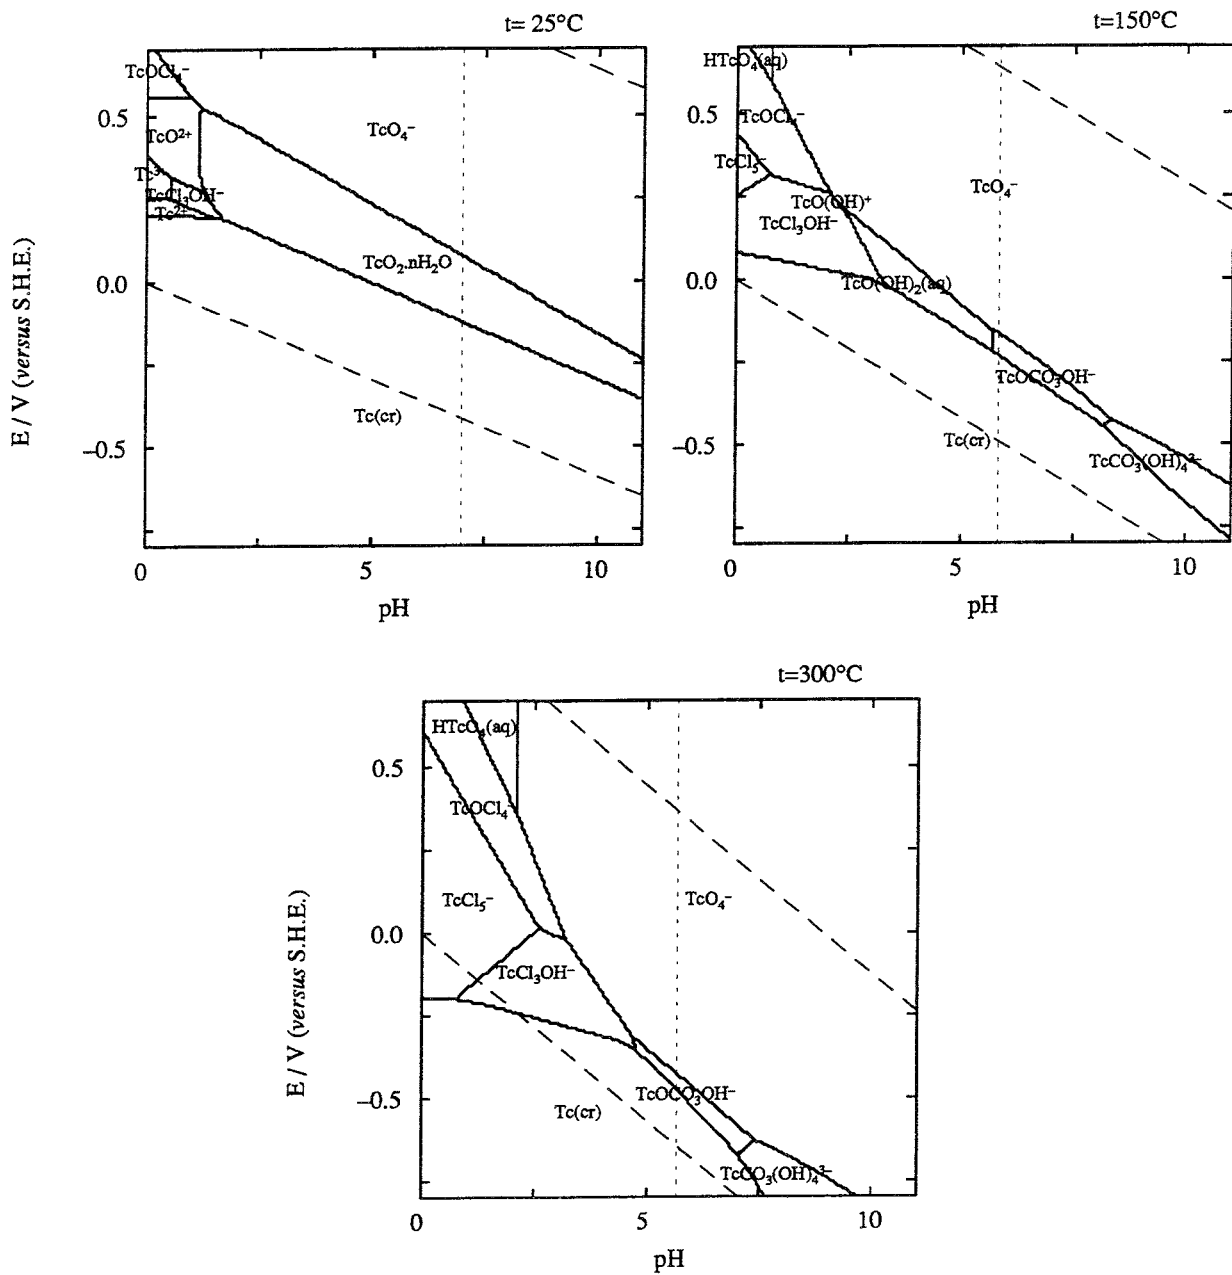 t= 25°C
TcOCl₄⁻
0.5
TcO²⁺
TcO₄⁻
Tc³⁺
TcCl₃OH⁻
Tc²⁺
TcO₂.nH₂O
0.0
Tc(cr)
–0.5
E / V (versus S.H.E.)
0
5
10
pH
t=150°C
HTcO₄(aq)
0.5
TcOCl₄⁻
TcCl₅⁻
TcO₄⁻
TcO(OH)⁺
TcCl₃OH⁻
0.0
TcO(OH)₂(aq)
TcOCO₃OH⁻
Tc(cr)
–0.5
TcCO₃(OH)₄³⁻
0
5
10
pH
t=300°C
HTcO₄(aq)
0.5
TcOCl₄⁻
TcCl₅⁻
TcO₄⁻
0.0
TcCl₃OH⁻
TcOCO₃OH⁻
Tc(cr)
–0.5
TcCO₃(OH)₄³⁻
E / V (versus S.H.E.)
0
5
10
pH